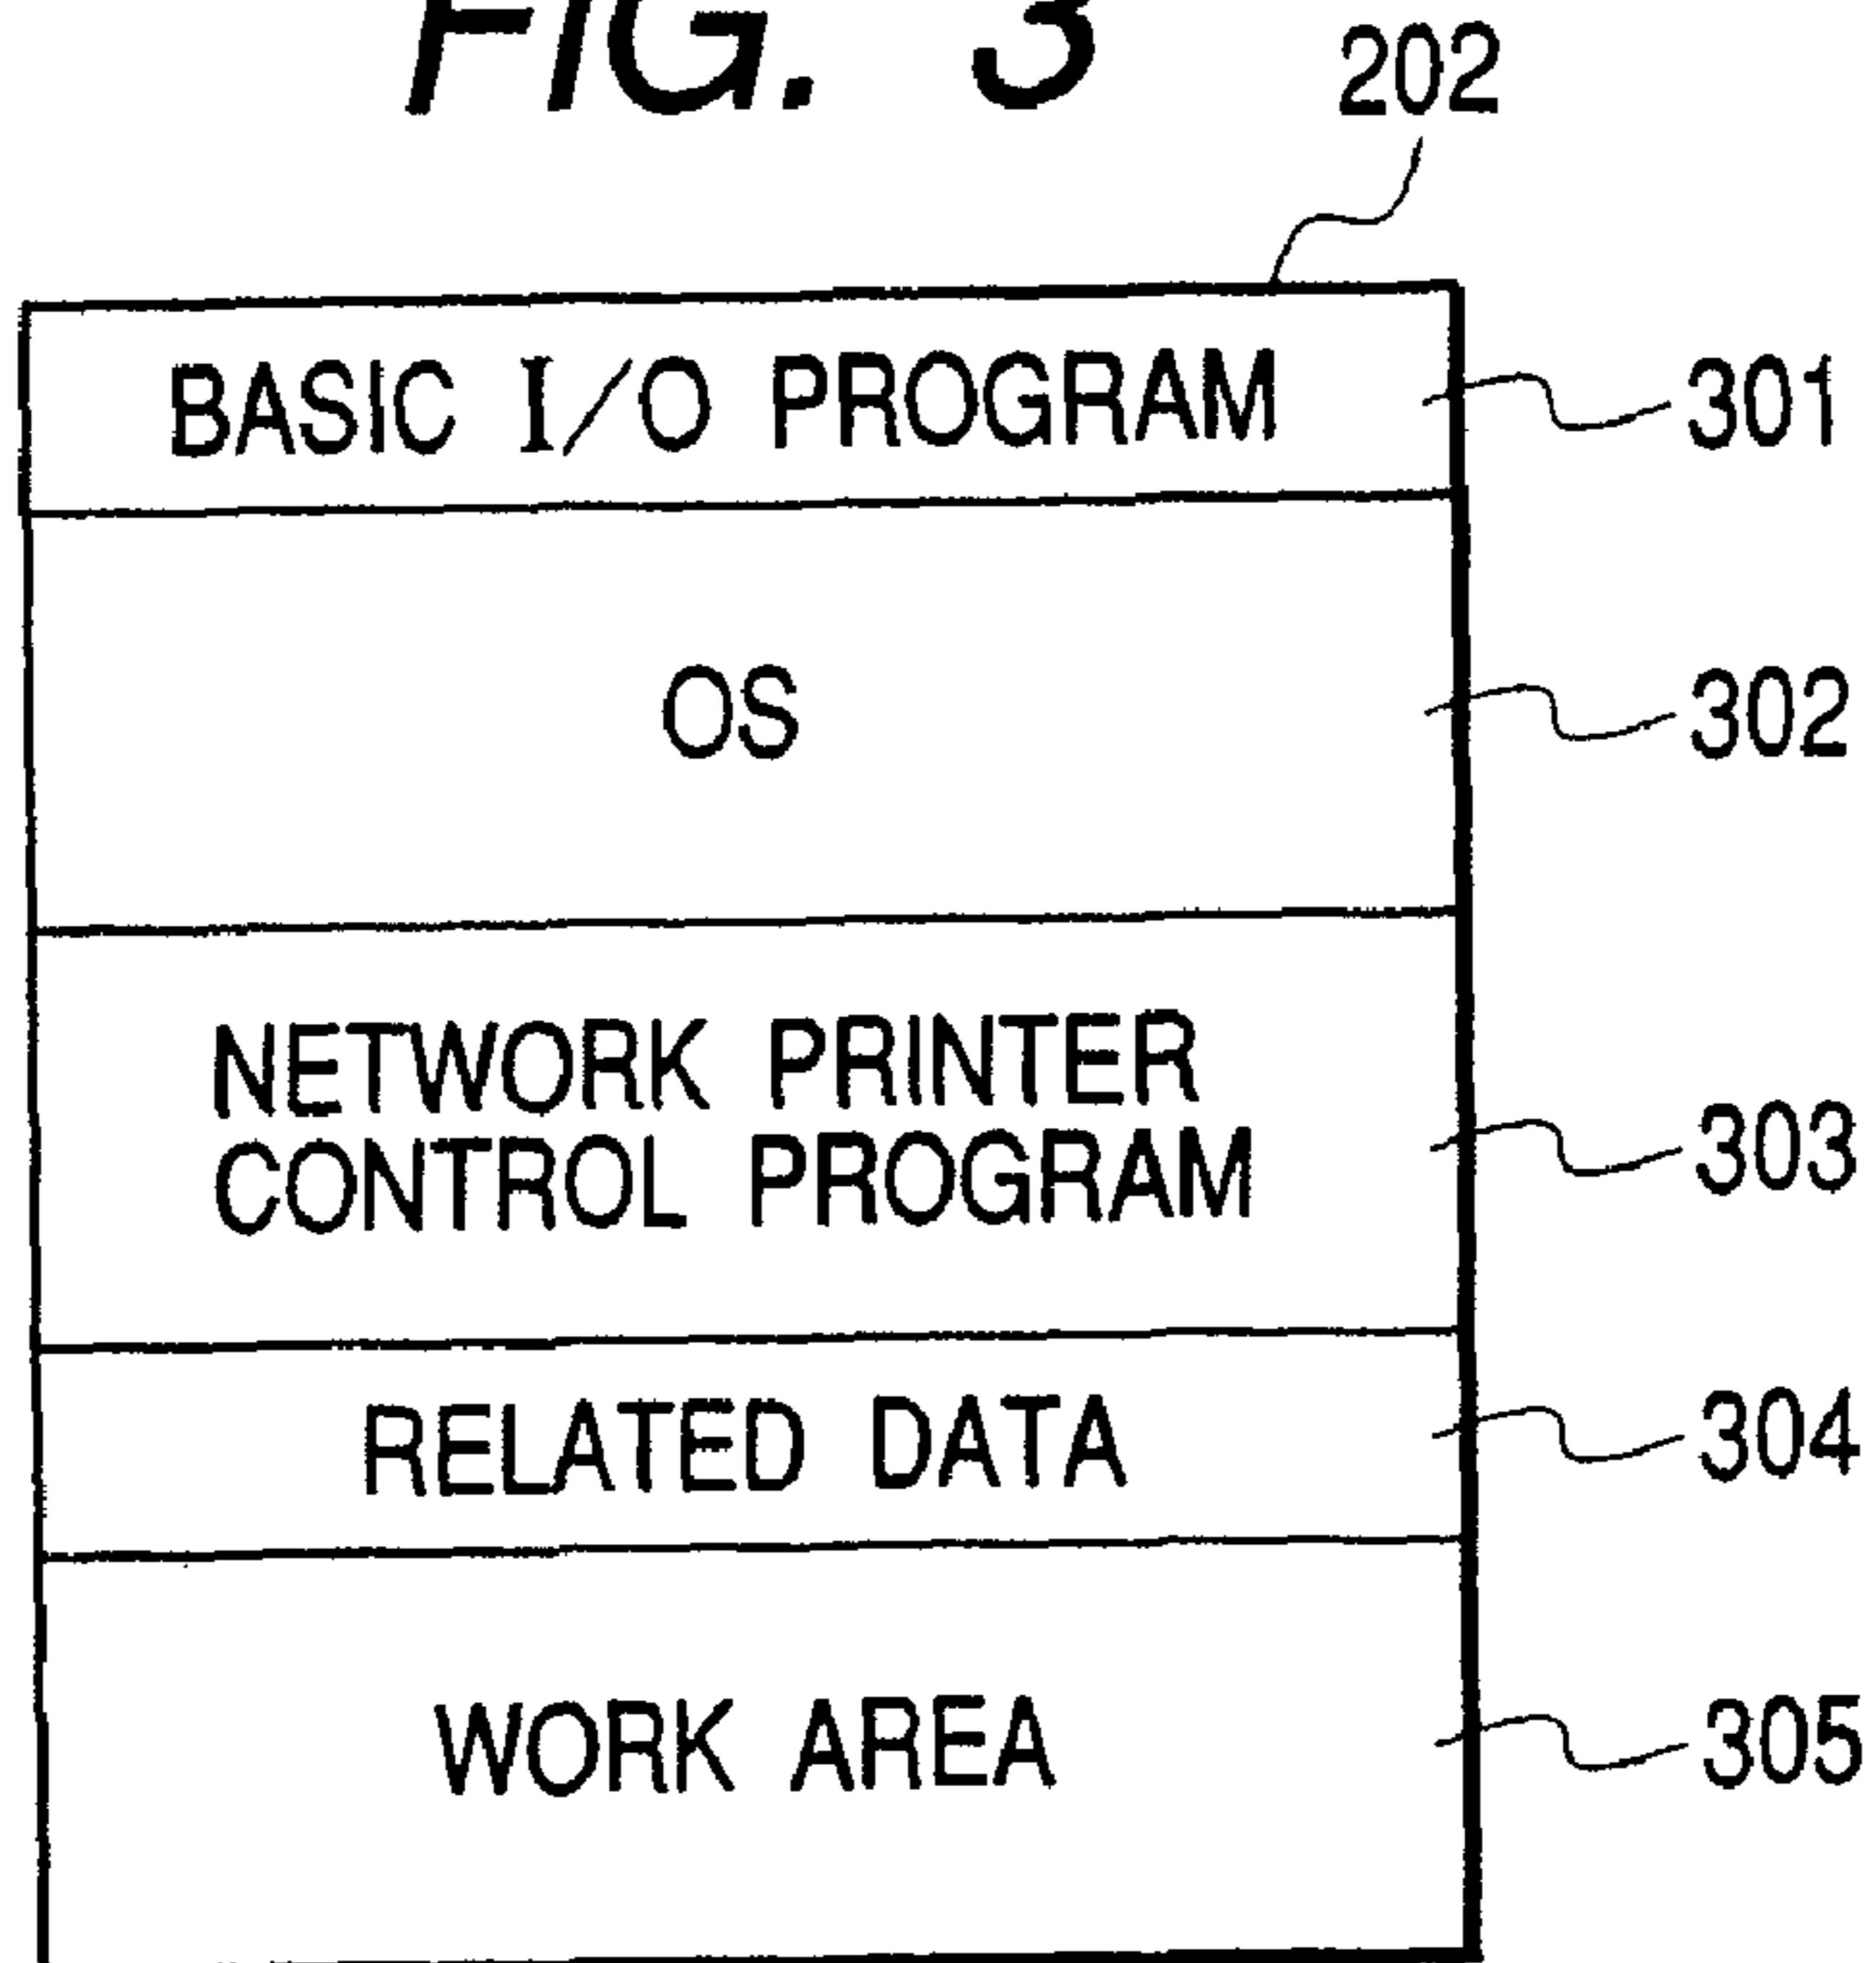 FIG. 3
202
BASIC I/O PROGRAM
301
OS
302
NETWORK PRINTER
CONTROL PROGRAM
303
RELATED DATA
304
WORK AREA
305